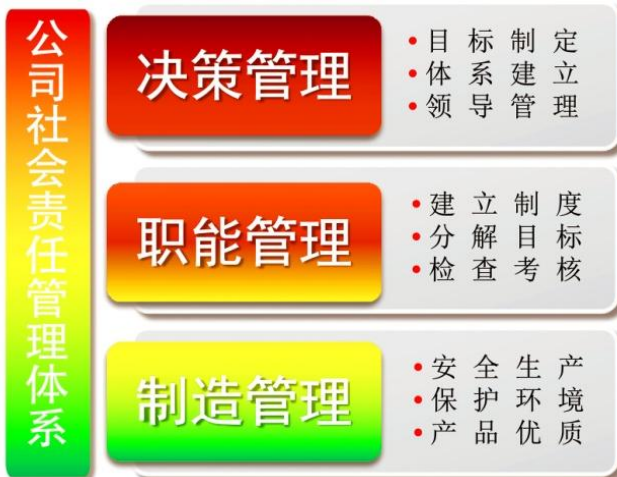 公司社会责任管理体系
决策管理
•目标制定
•体系建立
•领导管理
职能管理
•建立制度
•分解目标
•检查考核
制造管理
•安全生产
•保护环境
•产品优质